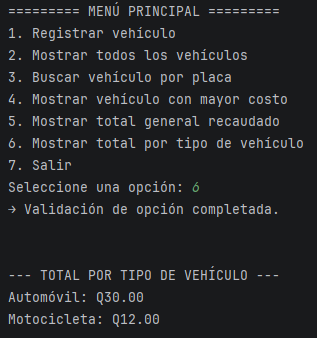 ========= MENÚ PRINCIPAL =========
1. Registrar vehículo
2. Mostrar todos los vehículos
3. Buscar vehículo por placa
4. Mostrar vehículo con mayor costo
5. Mostrar total general recaudado
6. Mostrar total por tipo de vehículo
7. Salir
Seleccione una opción: 6
→ Validación de opción completada.
--- TOTAL POR TIPO DE VEHÍCULO ---
Automóvil: Q30.00
Motocicleta: Q12.00